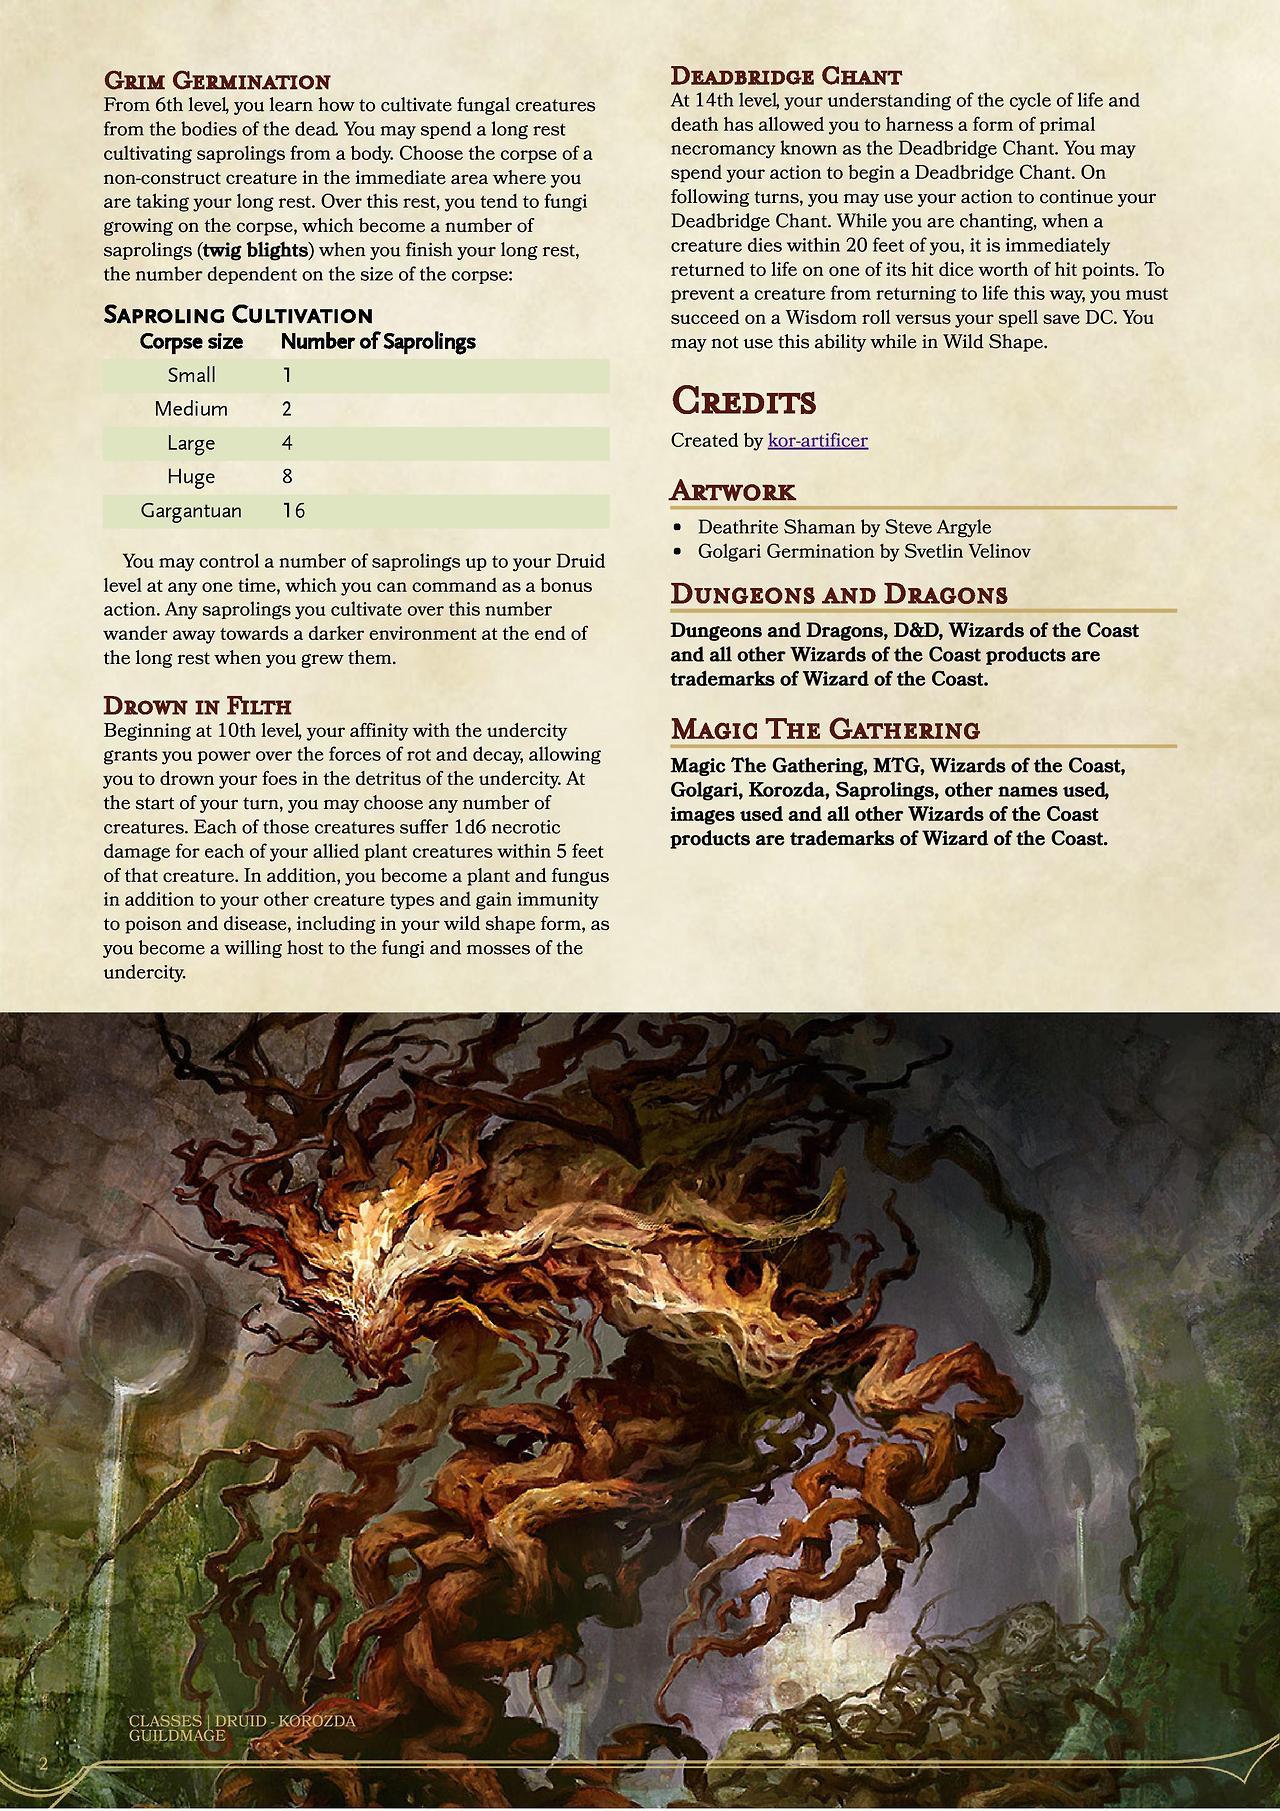 Grim Germination
From 6th level, you learn how to cultivate fungal creatures
from the bodies of the dead. You may spend a long rest
cultivating saprolings from a body. Choose the corpse of a
non-construct creature in the immediate area where you
are taking your long rest. Over this rest, you tend to fungi
growing on the corpse, which become a number of
saprolings (twig blights) when you finish your long rest,
the number dependent on the size of the corpse:
Saproling Cultivation
Corpse size Number of Saprolings
Small 1
Medium 2
Large 4
Huge 8
Gargantuan 16
You may control a number of saprolings up to your Druid
level at any one time, which you can command as a bonus
action. Any saprolings you cultivate over this number
wander away towards a darker environment at the end of
the long rest when you grew them.
Drown in Filth
Beginning at 10th level, your affinity with the undercity
grants you power over the forces of rot and decay, allowing
you to drown your foes in the detritus of the undercity. At
the start of your turn, you may choose any number of
creatures. Each of those creatures suffer 1d6 necrotic
damage for each of your allied plant creatures within 5 feet
of that creature. In addition, you become a plant and fungus
in addition to your other creature types and gain immunity
to poison and disease, including in your wild shape form, as
you become a willing host to the fungi and mosses of the
undercity.
Deadbridge Chant
At 14th level, your understanding of the cycle of life and
death has allowed you to harness a form of primal
necromancy known as the Deadbridge Chant. You may
spend your action to begin a Deadbridge Chant. On
following turns, you may use your action to continue your
Deadbridge Chant. While you are chanting, when a
creature dies within 20 feet of you, it is immediately
returned to life on one of its hit dice worth of hit points. To
prevent a creature from returning to life this way, you must
succeed on a Wisdom roll versus your spell save DC. You
may not use this ability while in Wild Shape.
Credits
Created by kor-artificer
Artwork
• Deathrite Shaman by Steve Argyle
• Golgari Germination by Svetlin Velinov
Dungeons and Dragons
Dungeons and Dragons, D&D, Wizards of the Coast
and all other Wizards of the Coast products are
trademarks of Wizard of the Coast.
Magic The Gathering
Magic The Gathering, MTG, Wizards of the Coast,
Golgari, Korozda, Saprolings, other names used,
images used and all other Wizards of the Coast
products are trademarks of Wizard of the Coast.
CLASSES | DRUID - KOROZDA
GUILDMAGE
2